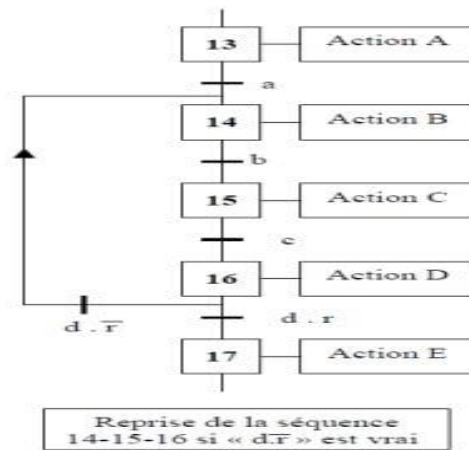 13 Action A
a
14 Action B
b
15 Action C
c
16 Action D
d . r̅ d . r
17 Action E
Reprise de la séquence
14-15-16 si « d.r̅ » est vrai